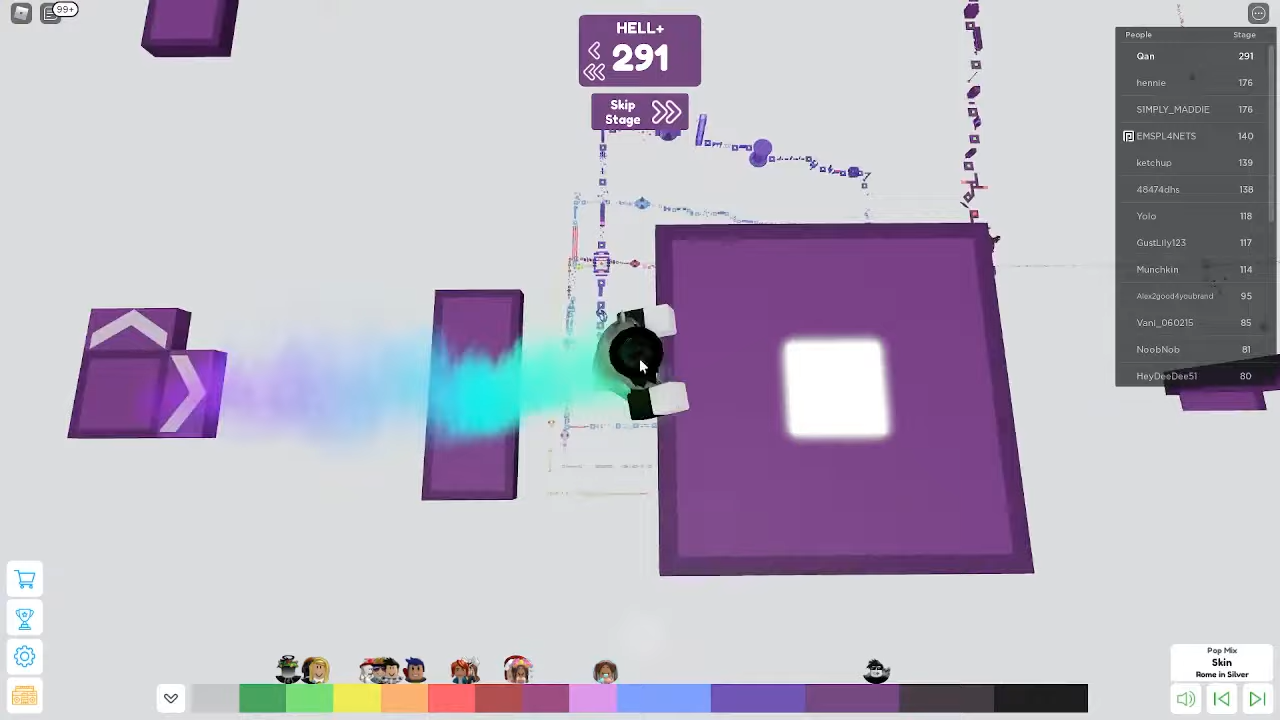 99+
HELL+
291
Skip
Stage
People Stage
Qan 291
hennie 176
SIMPLY_MADDIE 176
EMSPL4NETS 140
ketchup 139
48474dhs 138
Yolo 118
GustLily123 117
Munchkin 114
Alex2good4youbrand 95
Vani_060215 85
NoobNob 81
HeyDeeDee51 80
Pop Mix
Skin
Rome in Silver